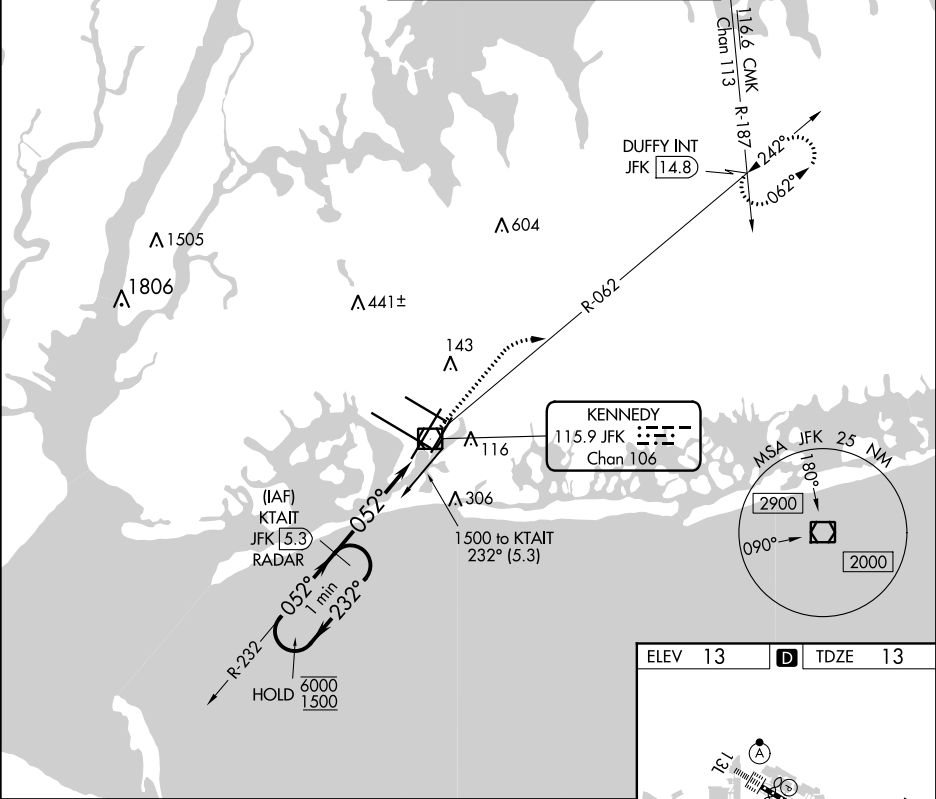 116.6 CMK
Chan 113
R-187
DUFFY INT
JFK 14.8
242°
062°
604
1505
1806
441±
R-062
143
KENNEDY
115.9 JFK
Chan 106
116
MSA JFK 25 NM
180°
2900
090°
2000
306
052°
(IAF)
KTAIT
JFK 5.3
RADAR
1500 to KTAIT
232° (5.3)
052°
1 min
232°
R-232
HOLD 6000
1500
ELEV 13 D TDZE 13
A
13L
P